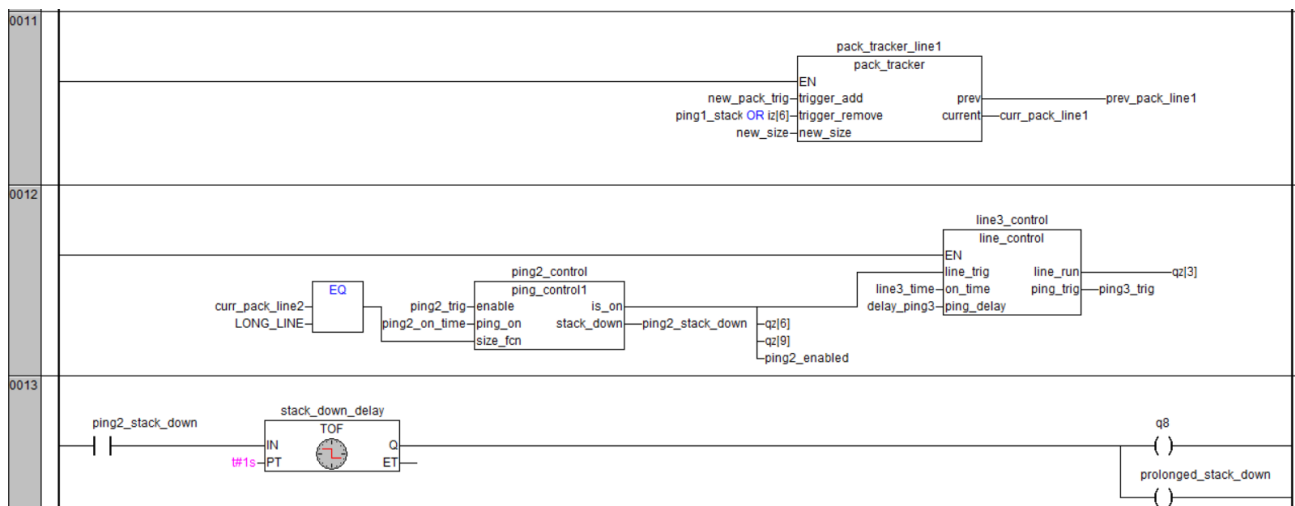 0011
pack_tracker_line1
pack_tracker
EN
new_pack_trig trigger_add prev prev_pack_line1
ping1_stack OR iz[6] trigger_remove current curr_pack_line1
new_size new_size
0012
line3_control
line_control
EN
line_trig line_run qz[3]
line3_time on_time ping_trig ping3_trig
delay_ping3 ping_delay
ping2_control
EQ ping_control1
curr_pack_line2 ping2_trig enable is_on
LONG_LINE ping2_on_time ping_on stack_down ping2_stack_down qz[6]
size_fcn qz[9]
ping2_enabled
0013
stack_down_delay
ping2_stack_down TOF q8
IN Q
t#1s PT ET
prolonged_stack_down